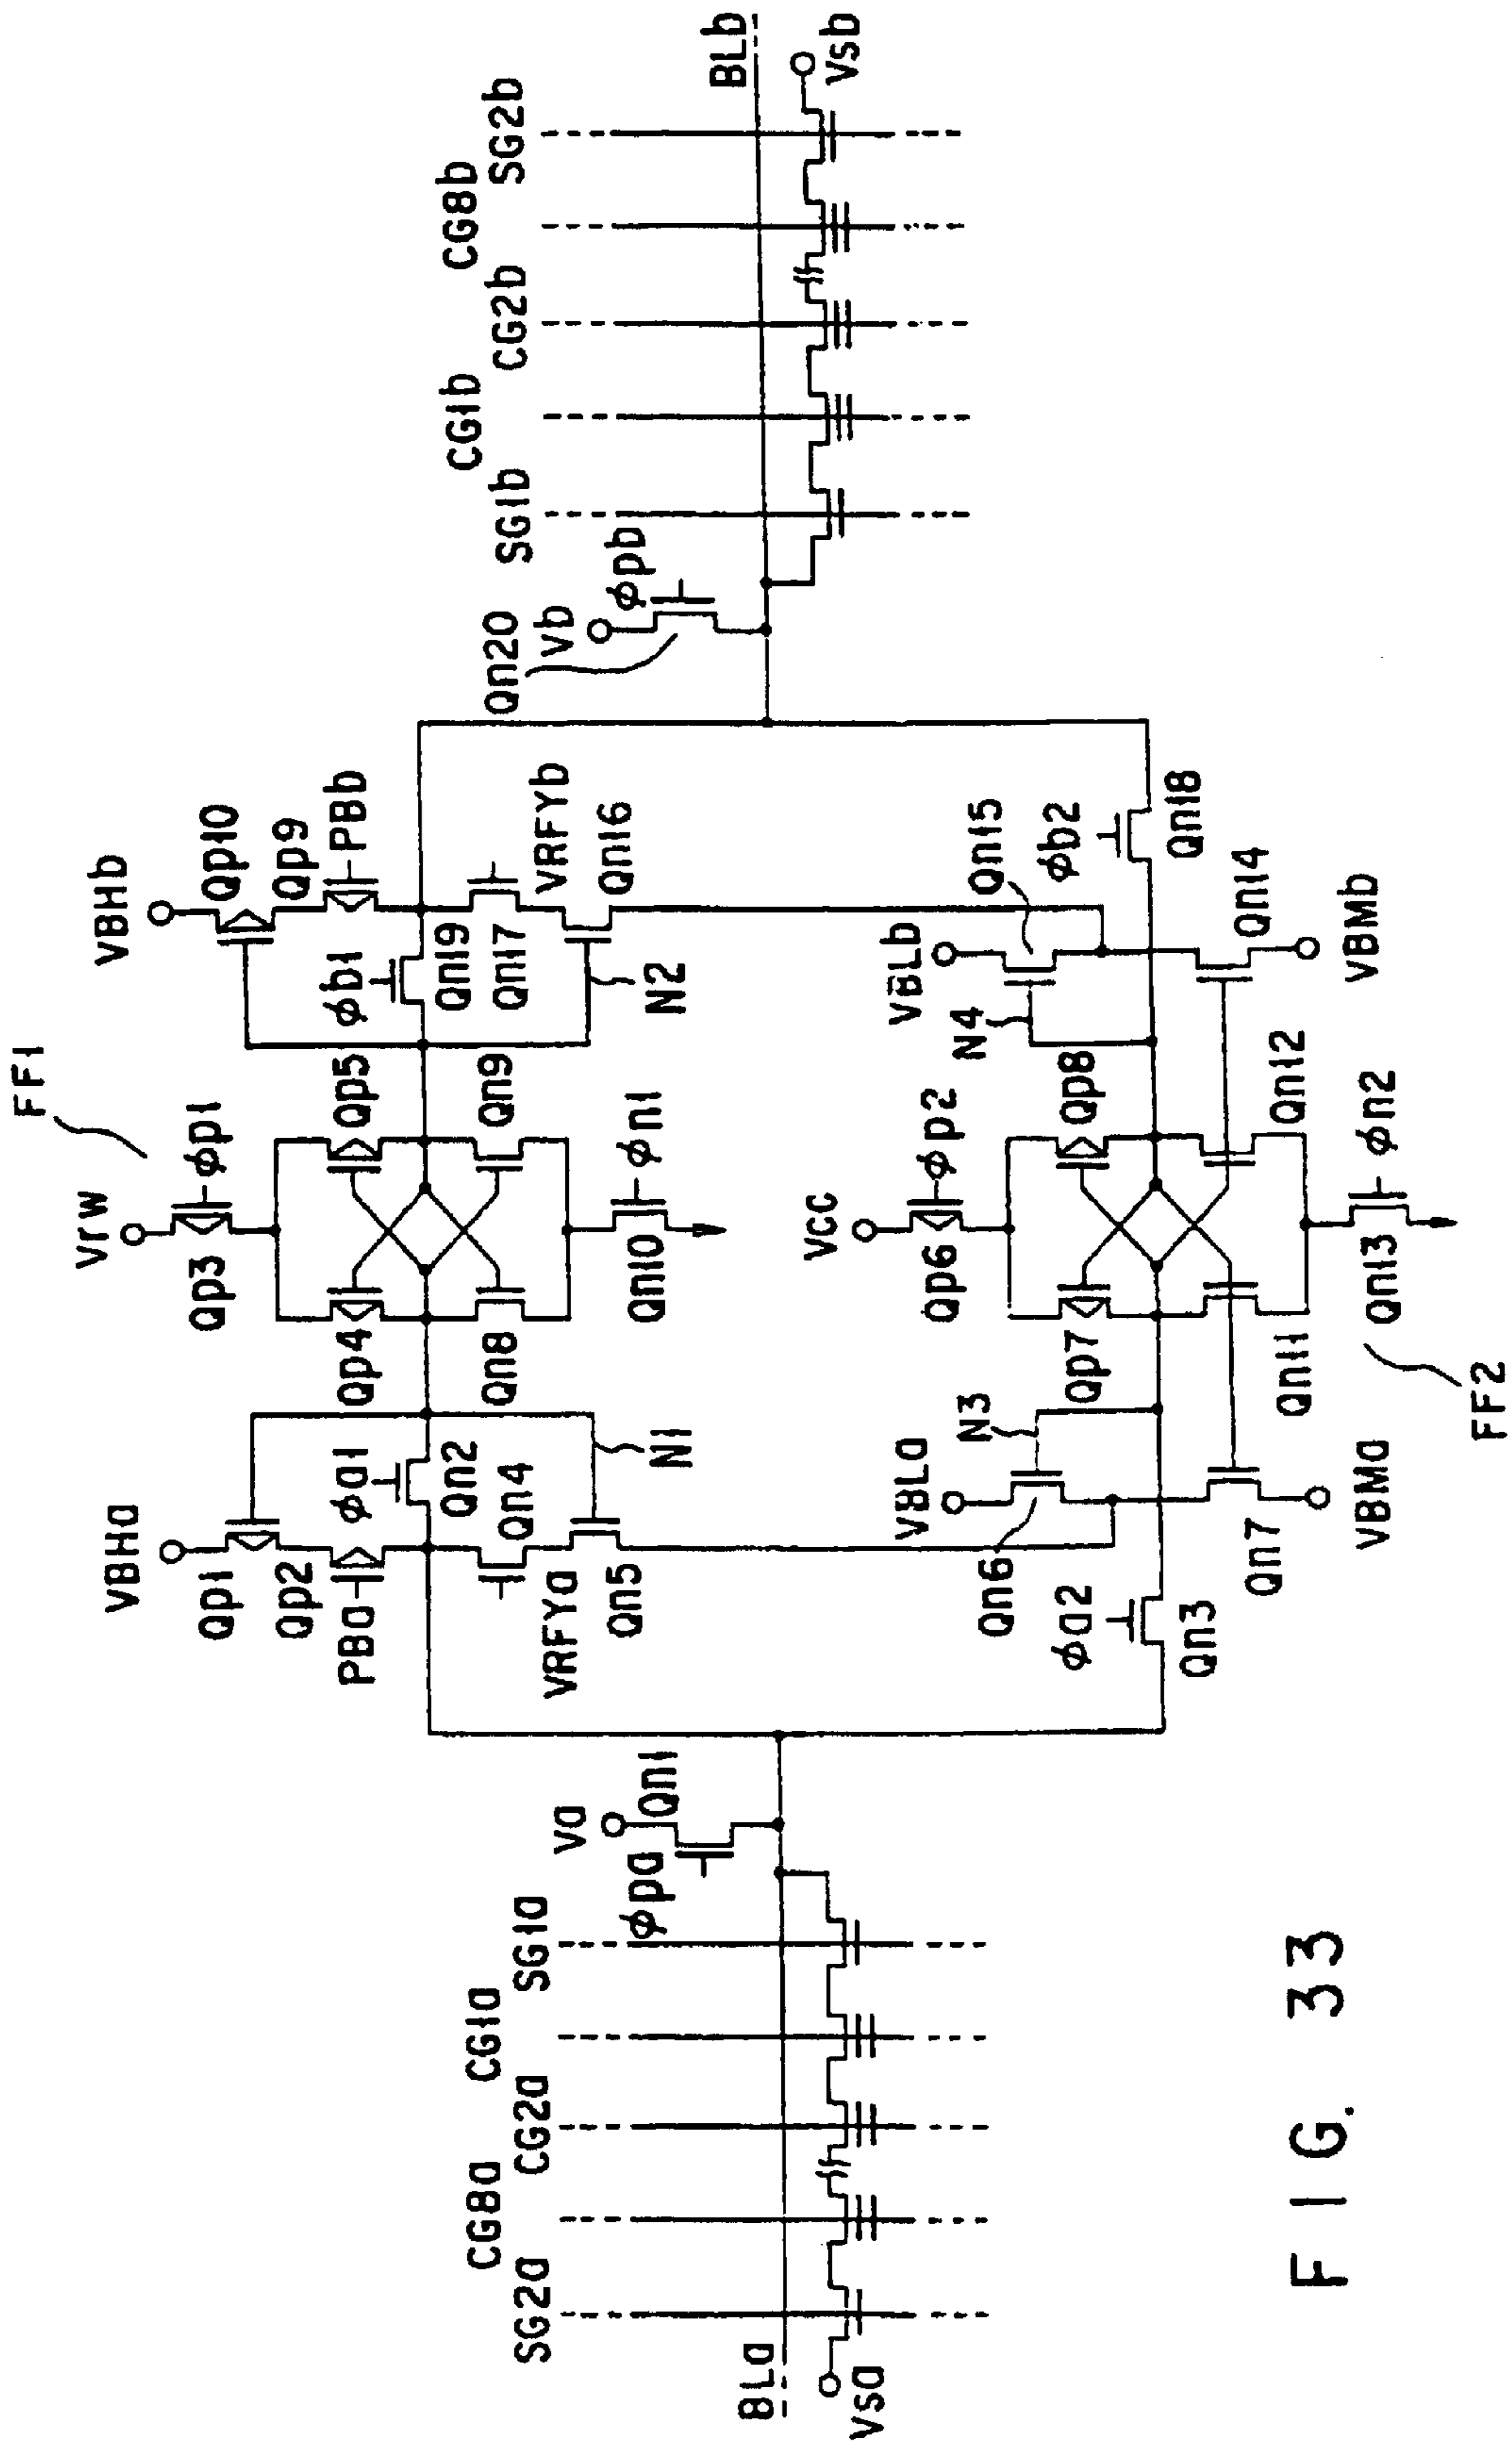 FF1
Vrw
Qp3
φp1
VBHa
VBHb
Qp1
Qp2
PBa
φa1
Qn2
Qn4
VRFYa
Qn5
N1
Qp4
Qn8
Qp5
Qn9
Qn10
φn1
φb1
Qn19
Qn17
N2
Qp10
Qp9
PBb
VRFYb
Qn16
SG2a
CG8a
CG2a
CG1a
SG1a
φpa
Va
Qn1
BLa
Vsa
Qn20
Vb
φpb
SG1b
CG1b
CG2b
CG8b
SG2b
BLb
Vsb
VCC
Qp6
φp2
VBLa
N3
Qn6
φa2
Qn3
Qn7
VBMa
Qp7
Qn11
Qp8
Qn12
Qn13
φn2
FF2
VBLb
N4
Qn15
φb2
Qn18
Qn14
VBMb
FIG. 33